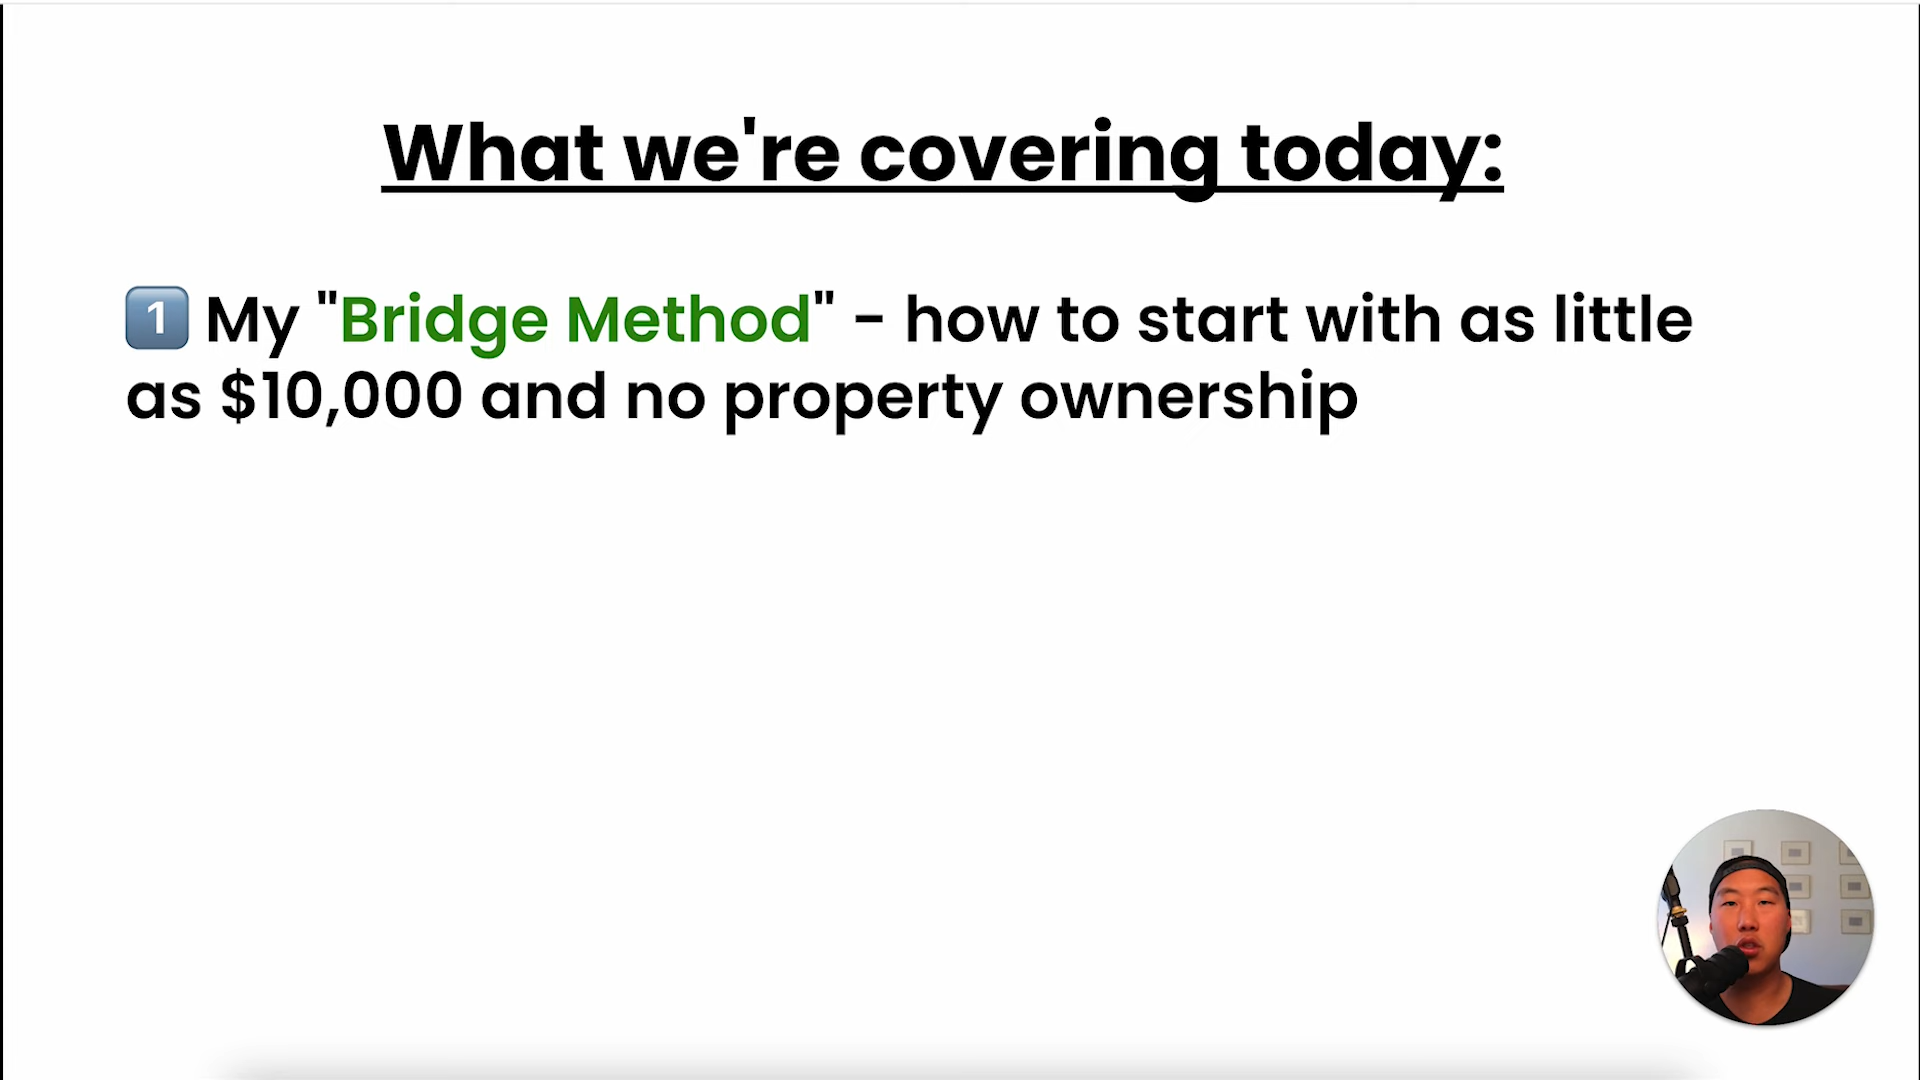 What we're covering today:
1️⃣ My "Bridge Method" - how to start with as little
as $10,000 and no property ownership